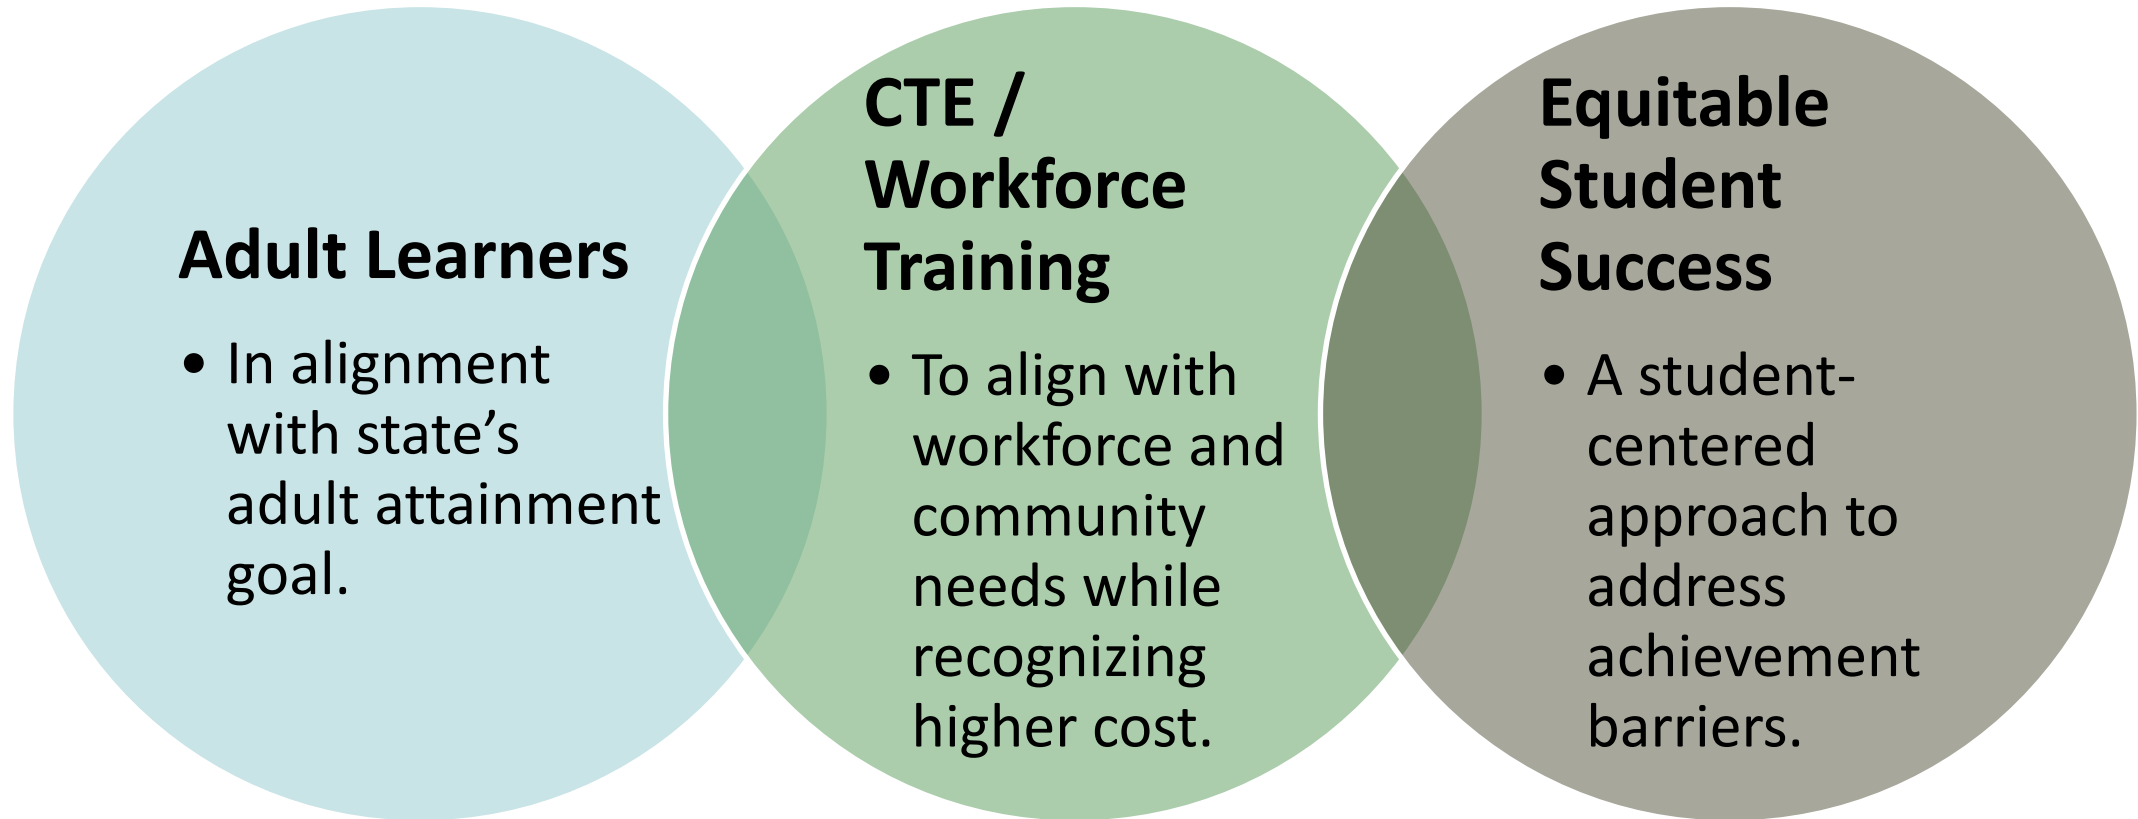 Adult Learners
• In alignment
with state’s
adult attainment
goal.
CTE /
Workforce
Training
• To align with
workforce and
community
needs while
recognizing
higher cost.
Equitable
Student
Success
• A student-
centered
approach to
address
achievement
barriers.